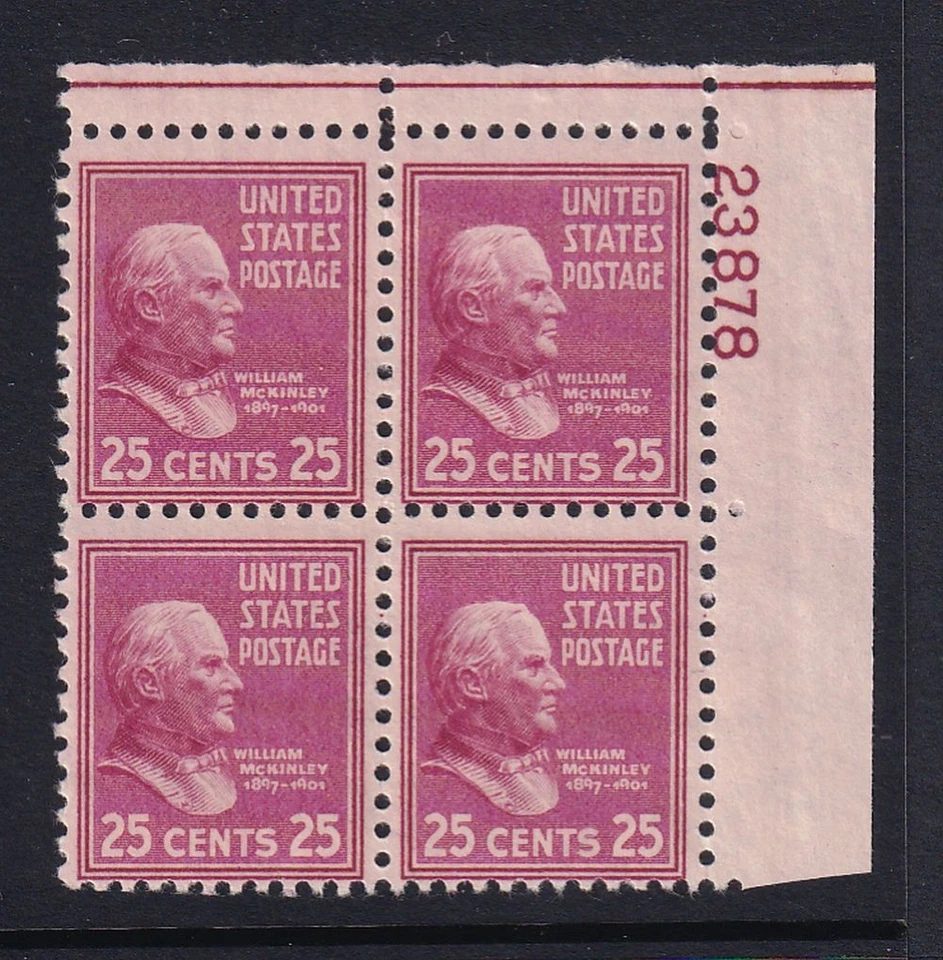 UNITED
STATES
POSTAGE
WILLIAM
McKINLEY
1897-1901
25 CENTS 25
UNITED
STATES
POSTAGE
WILLIAM
McKINLEY
1897-1901
25 CENTS 25
23878
UNITED
STATES
POSTAGE
WILLIAM
McKINLEY
1897-1901
25 CENTS 25
UNITED
STATES
POSTAGE
WILLIAM
McKINLEY
1897-1901
25 CENTS 25